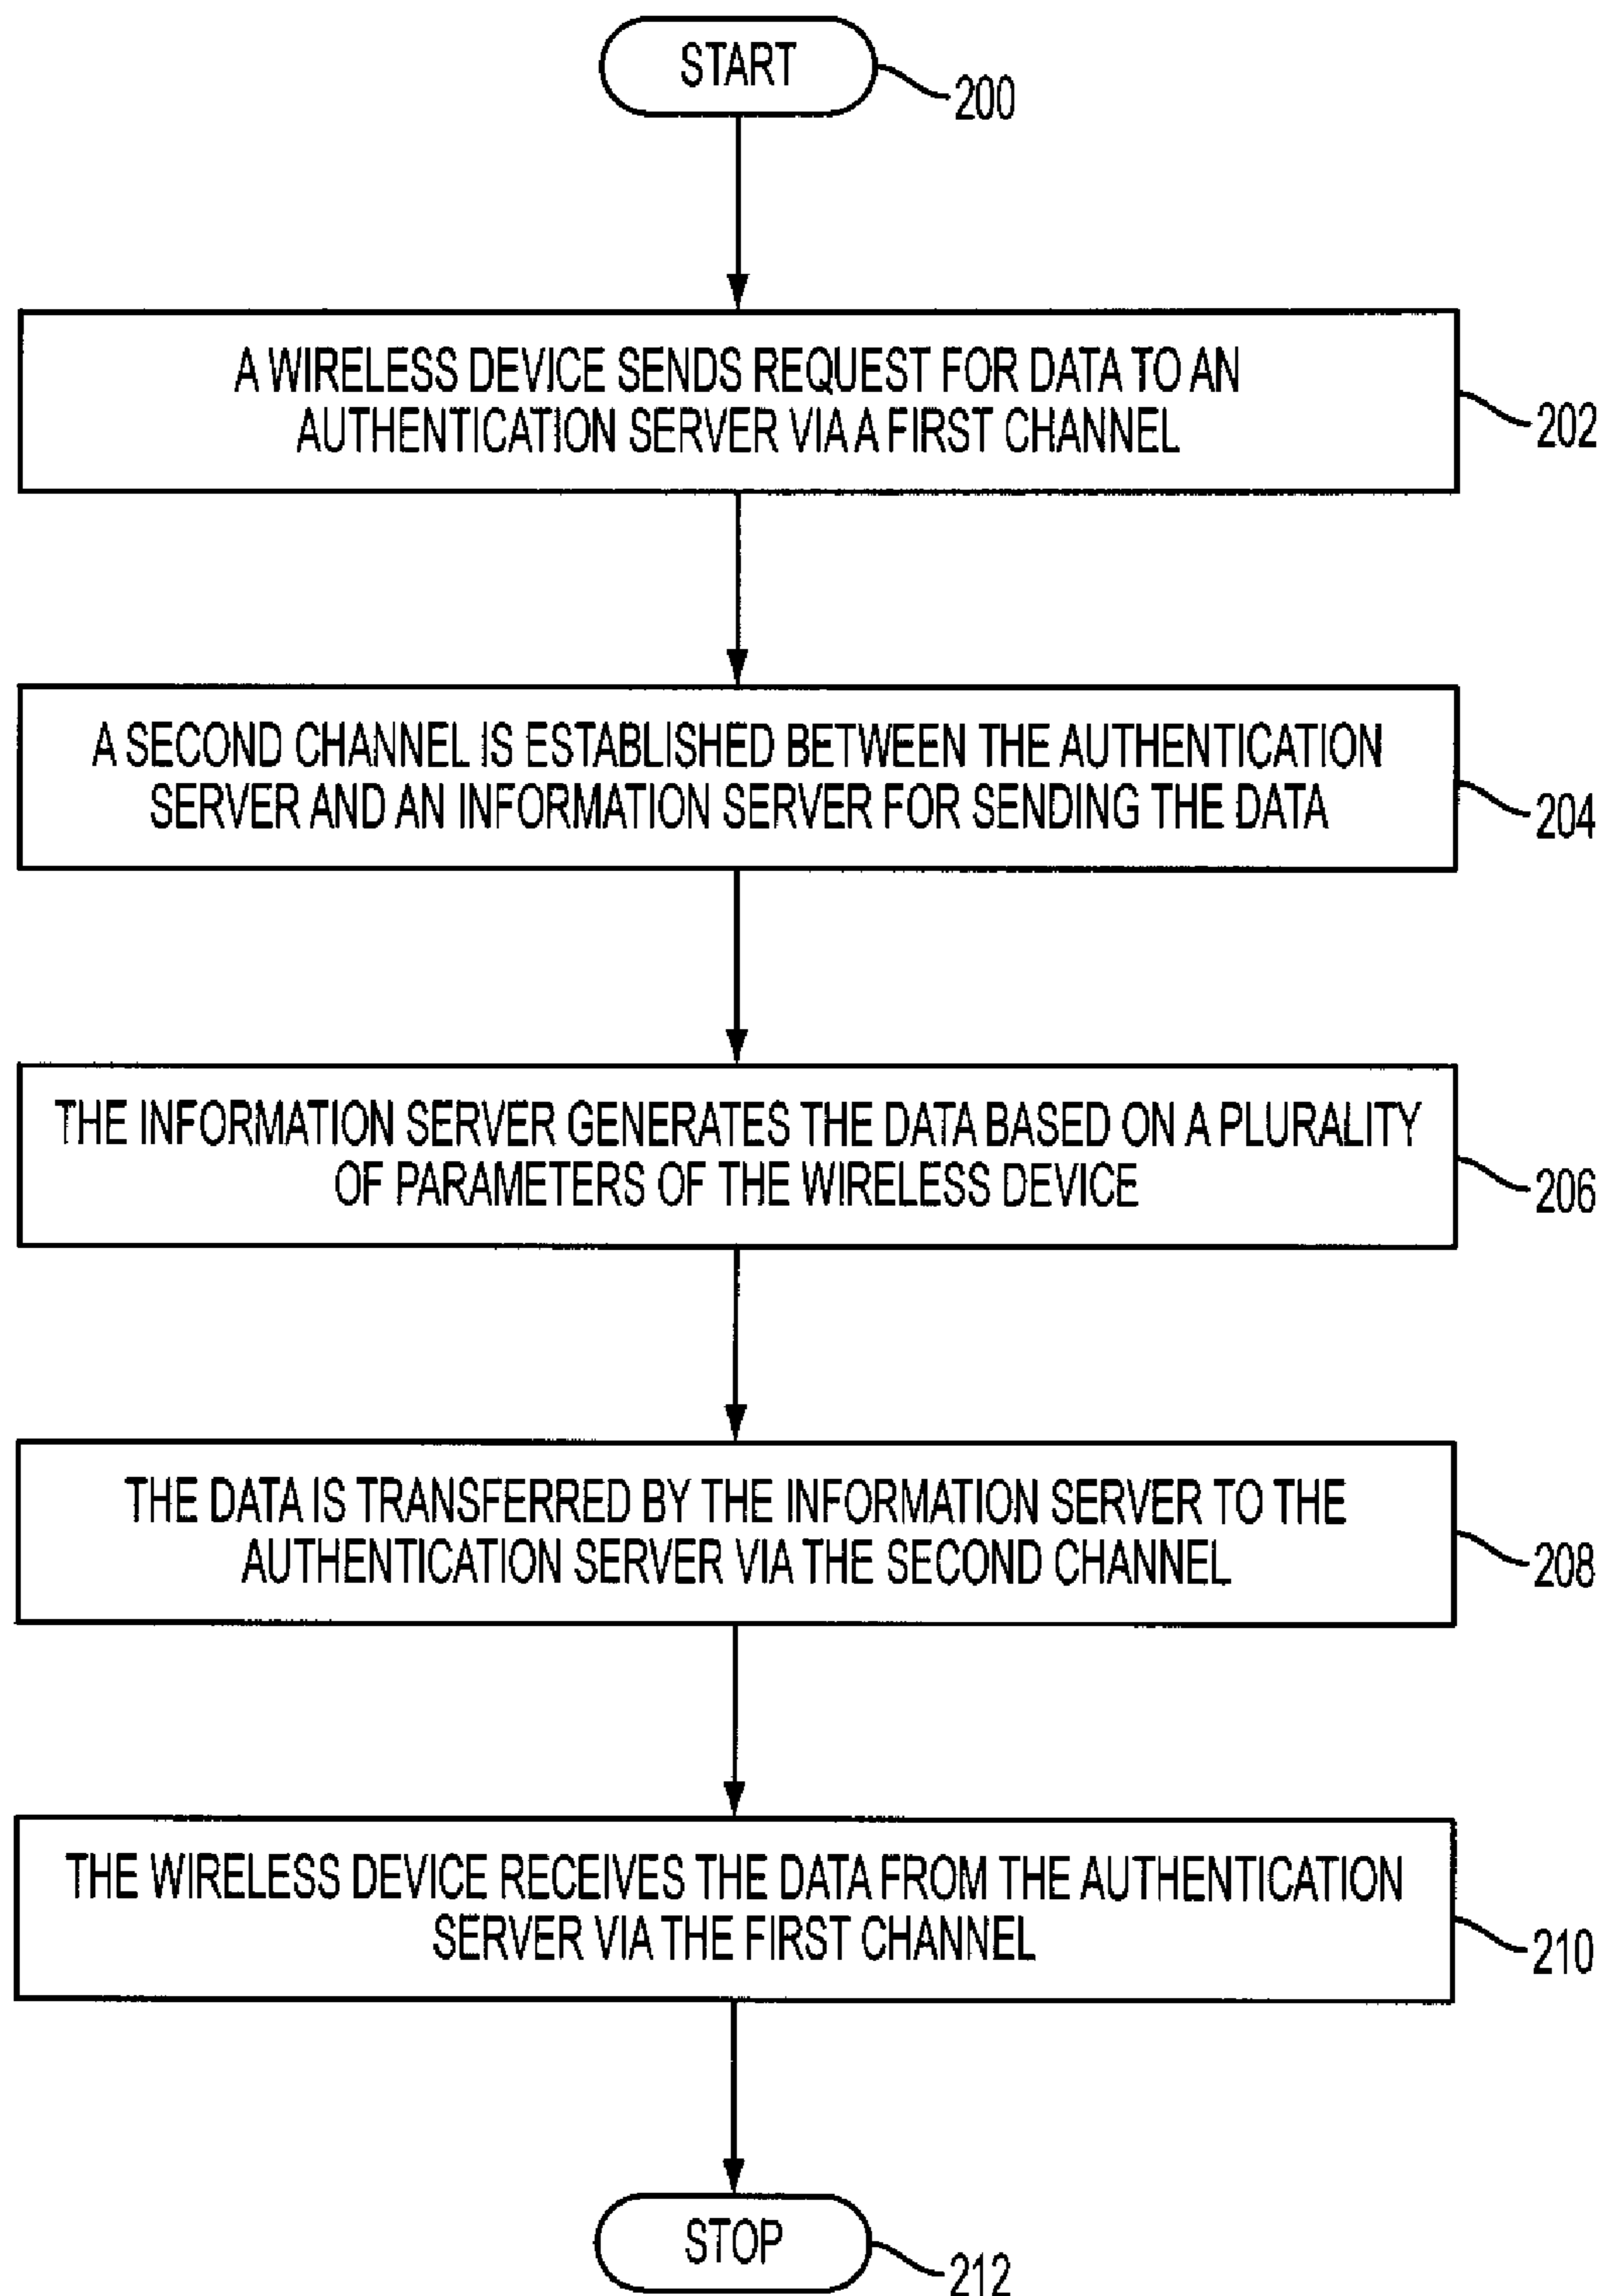 START
200
A WIRELESS DEVICE SENDS REQUEST FOR DATA TO AN
AUTHENTICATION SERVER VIA A FIRST CHANNEL
202
A SECOND CHANNEL IS ESTABLISHED BETWEEN THE AUTHENTICATION
SERVER AND AN INFORMATION SERVER FOR SENDING THE DATA
204
THE INFORMATION SERVER GENERATES THE DATA BASED ON A PLURALITY
OF PARAMETERS OF THE WIRELESS DEVICE
206
THE DATA IS TRANSFERRED BY THE INFORMATION SERVER TO THE
AUTHENTICATION SERVER VIA THE SECOND CHANNEL
208
THE WIRELESS DEVICE RECEIVES THE DATA FROM THE AUTHENTICATION
SERVER VIA THE FIRST CHANNEL
210
STOP
212